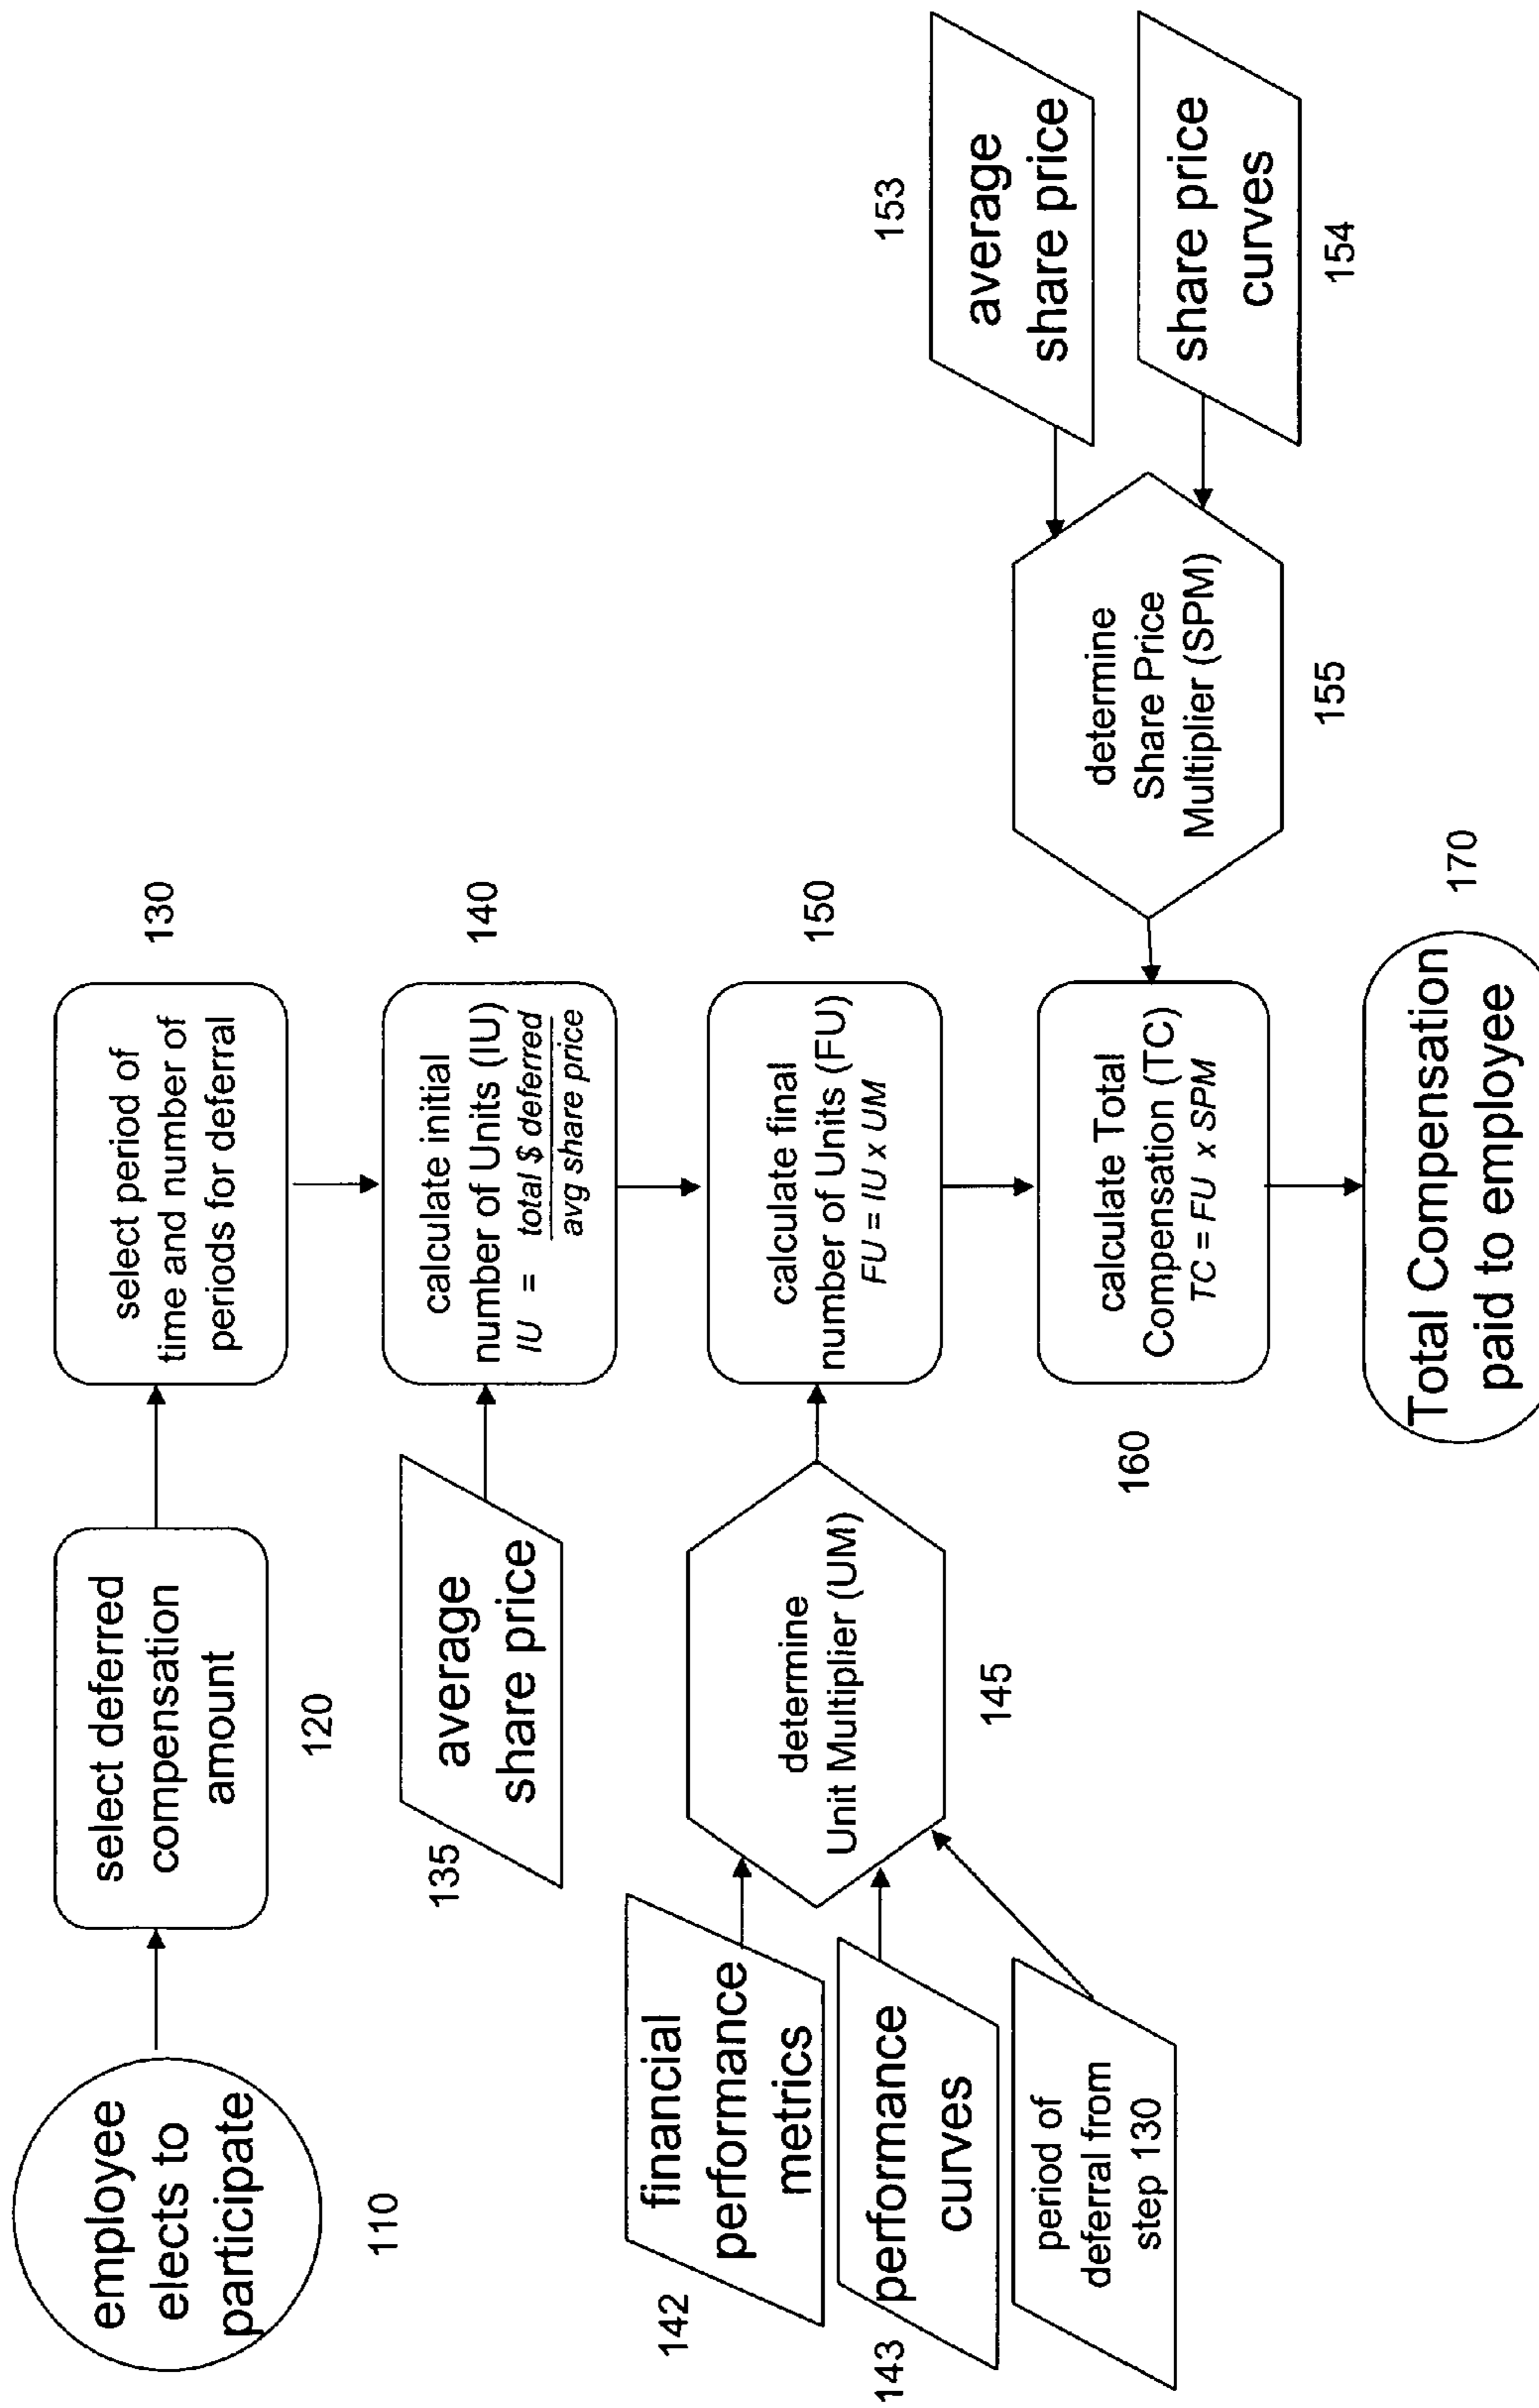 employee
elects to
participate
110
select deferred
compensation
amount
120
select period of
time and number of
periods for deferral
130
135
average
share price
calculate initial
number of Units (IU)
IU = total $ deferred
avg share price
140
142
financial
performance
metrics
143
performance
curves
period of
deferral from
step 130
determine
Unit Multiplier (UM)
145
calculate final
number of Units (FU)
FU = IU x UM
150
153
average
share price
share price
curves
154
determine
Share Price
Multiplier (SPM)
155
160
calculate Total
Compensation (TC)
TC = FU x SPM
Total Compensation
paid to employee
170